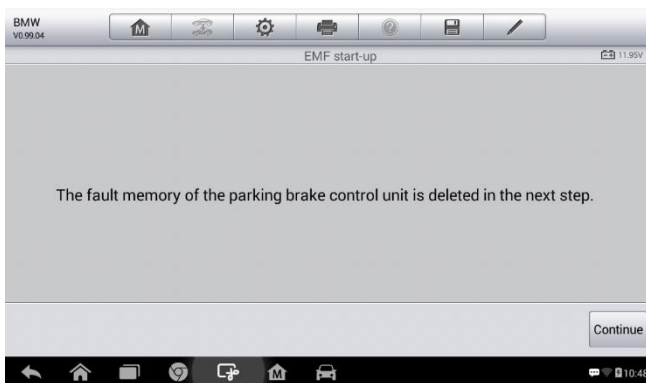 BMW
V0.99.04
M
EMF start-up
11.95V
The fault memory of the parking brake control unit is deleted in the next step.
Continue
M
10:48